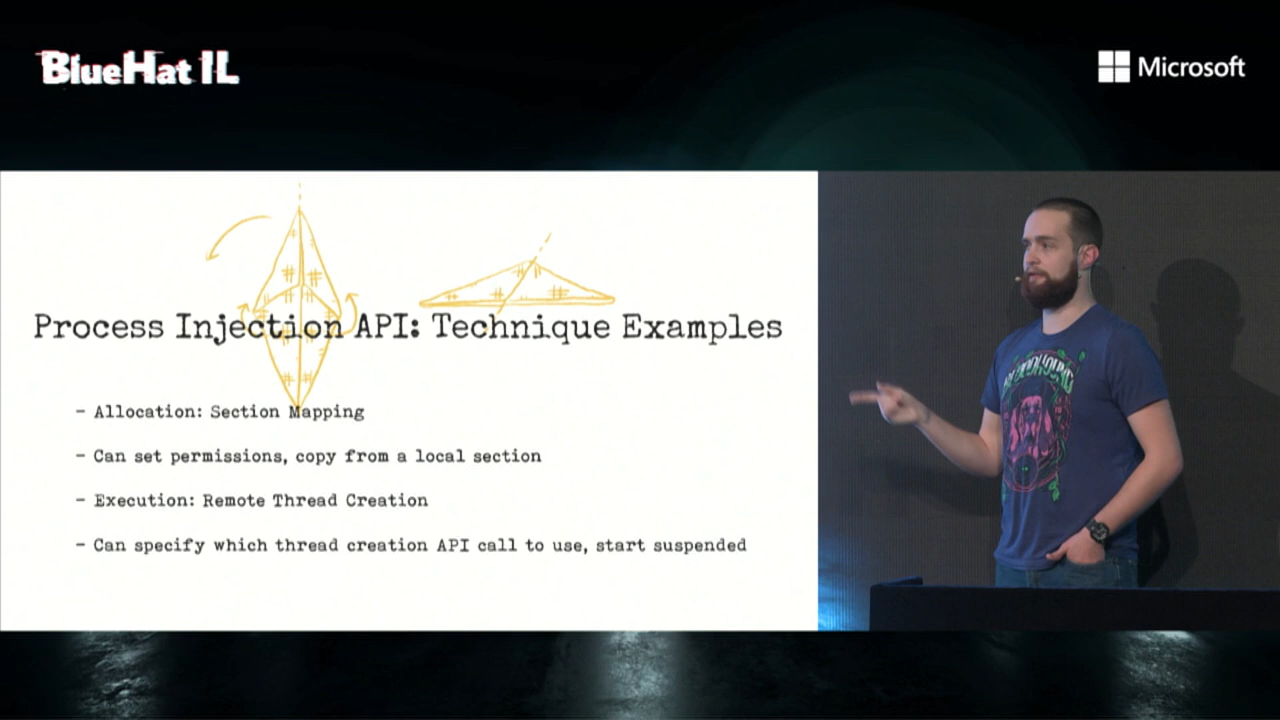 BlueHat IL
Microsoft
Process Injection API: Technique Examples
- Allocation: Section Mapping
- Can set permissions, copy from a local section
- Execution: Remote Thread Creation
- Can specify which thread creation API call to use, start suspended
BLOODHOUND